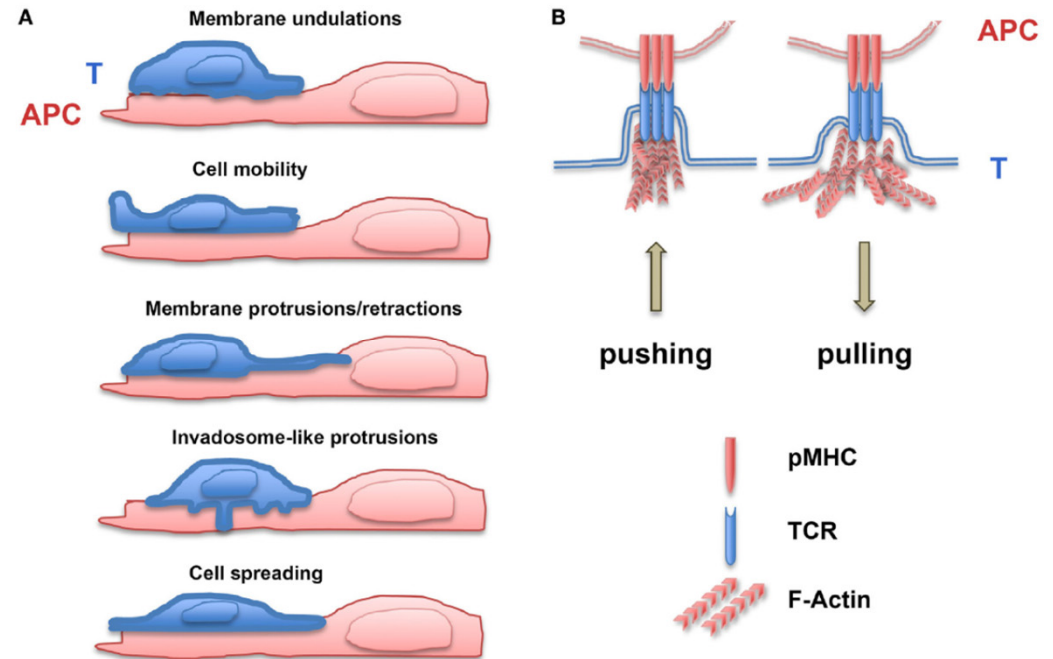 A
Membrane undulations
T
APC
Cell mobility
Membrane protrusions/retractions
Invadosome-like protrusions
Cell spreading
B
APC
T
pushing
pulling
pMHC
TCR
F-Actin